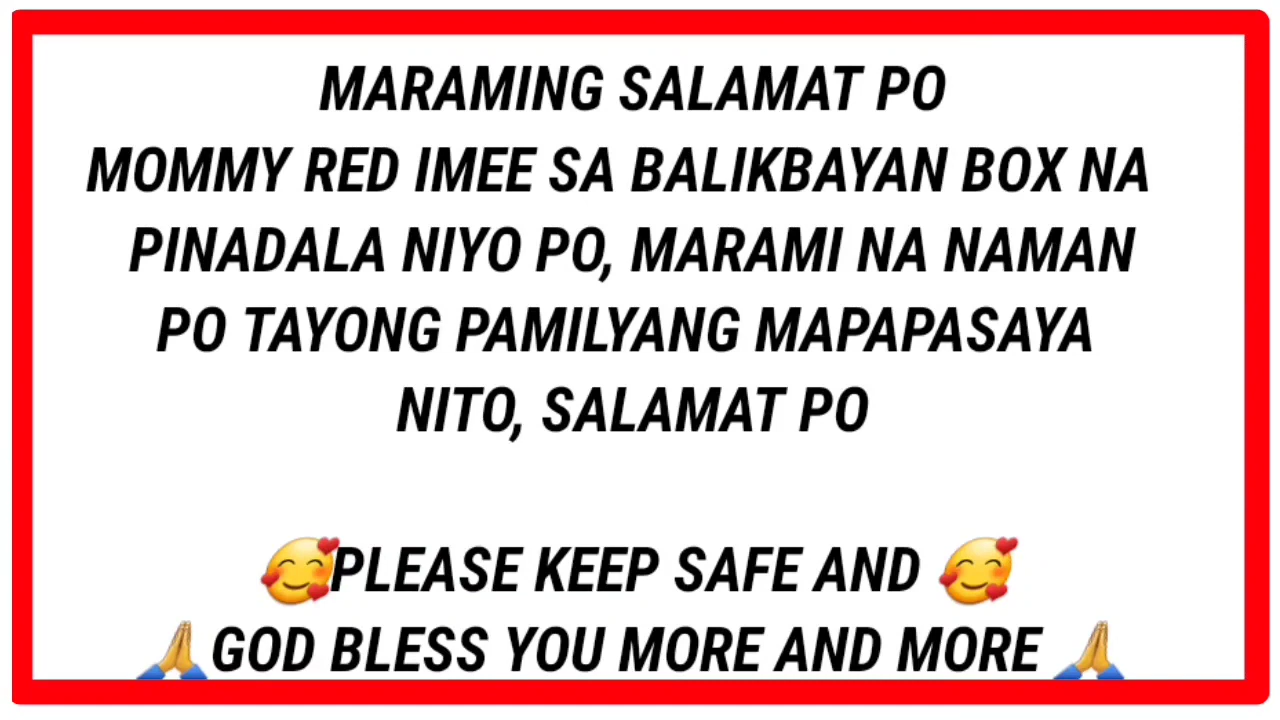 MARAMING SALAMAT PO
MOMMY RED IMEE SA BALIKBAYAN BOX NA
PINADALA NIYO PO, MARAMI NA NAMAN
PO TAYONG PAMILYANG MAPAPASAYA
NITO, SALAMAT PO
🥰PLEASE KEEP SAFE AND 🥰
🙏GOD BLESS YOU MORE AND MORE 🙏